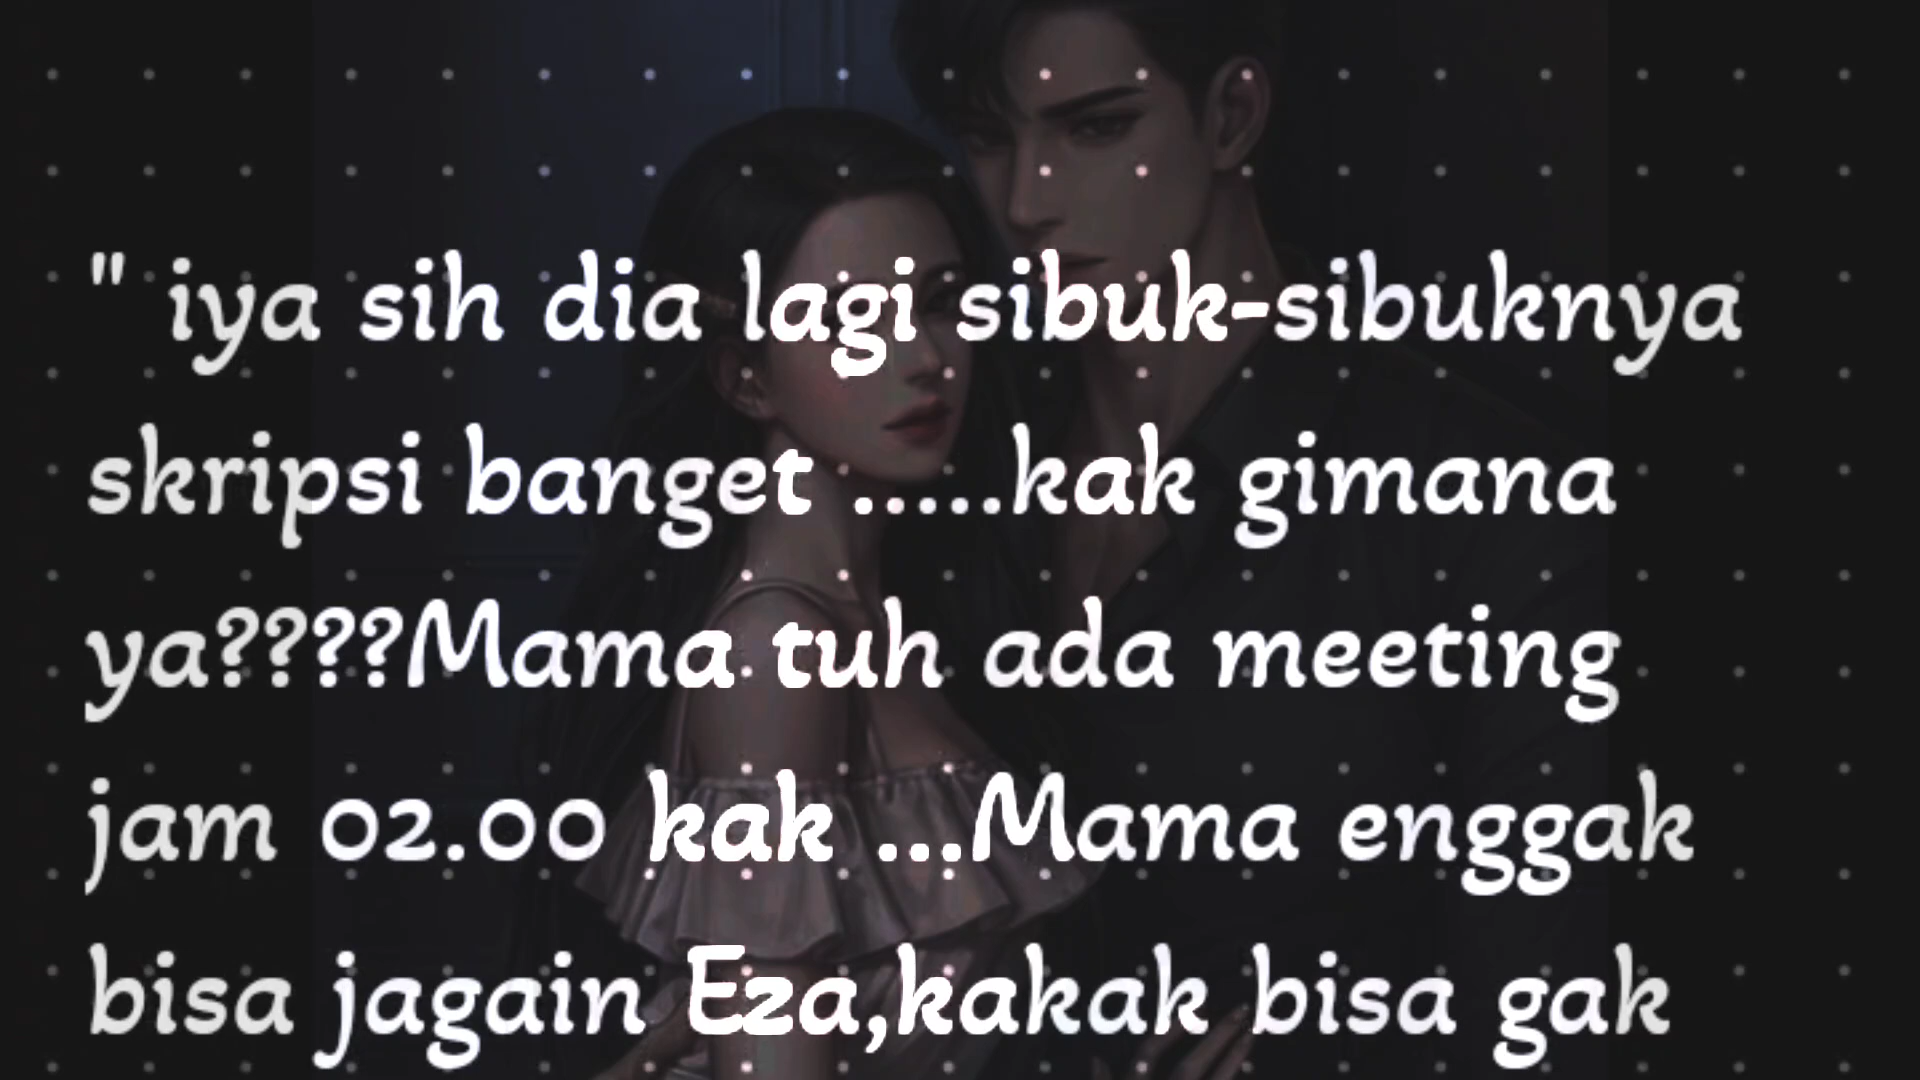 " iya sih dia lagi sibuk-sibuknya
skripsi banget .....kak gimana
ya????Mama tuh ada meeting
jam 02.00 kak ...Mama enggak
bisa jagain Eza,kakak bisa gak